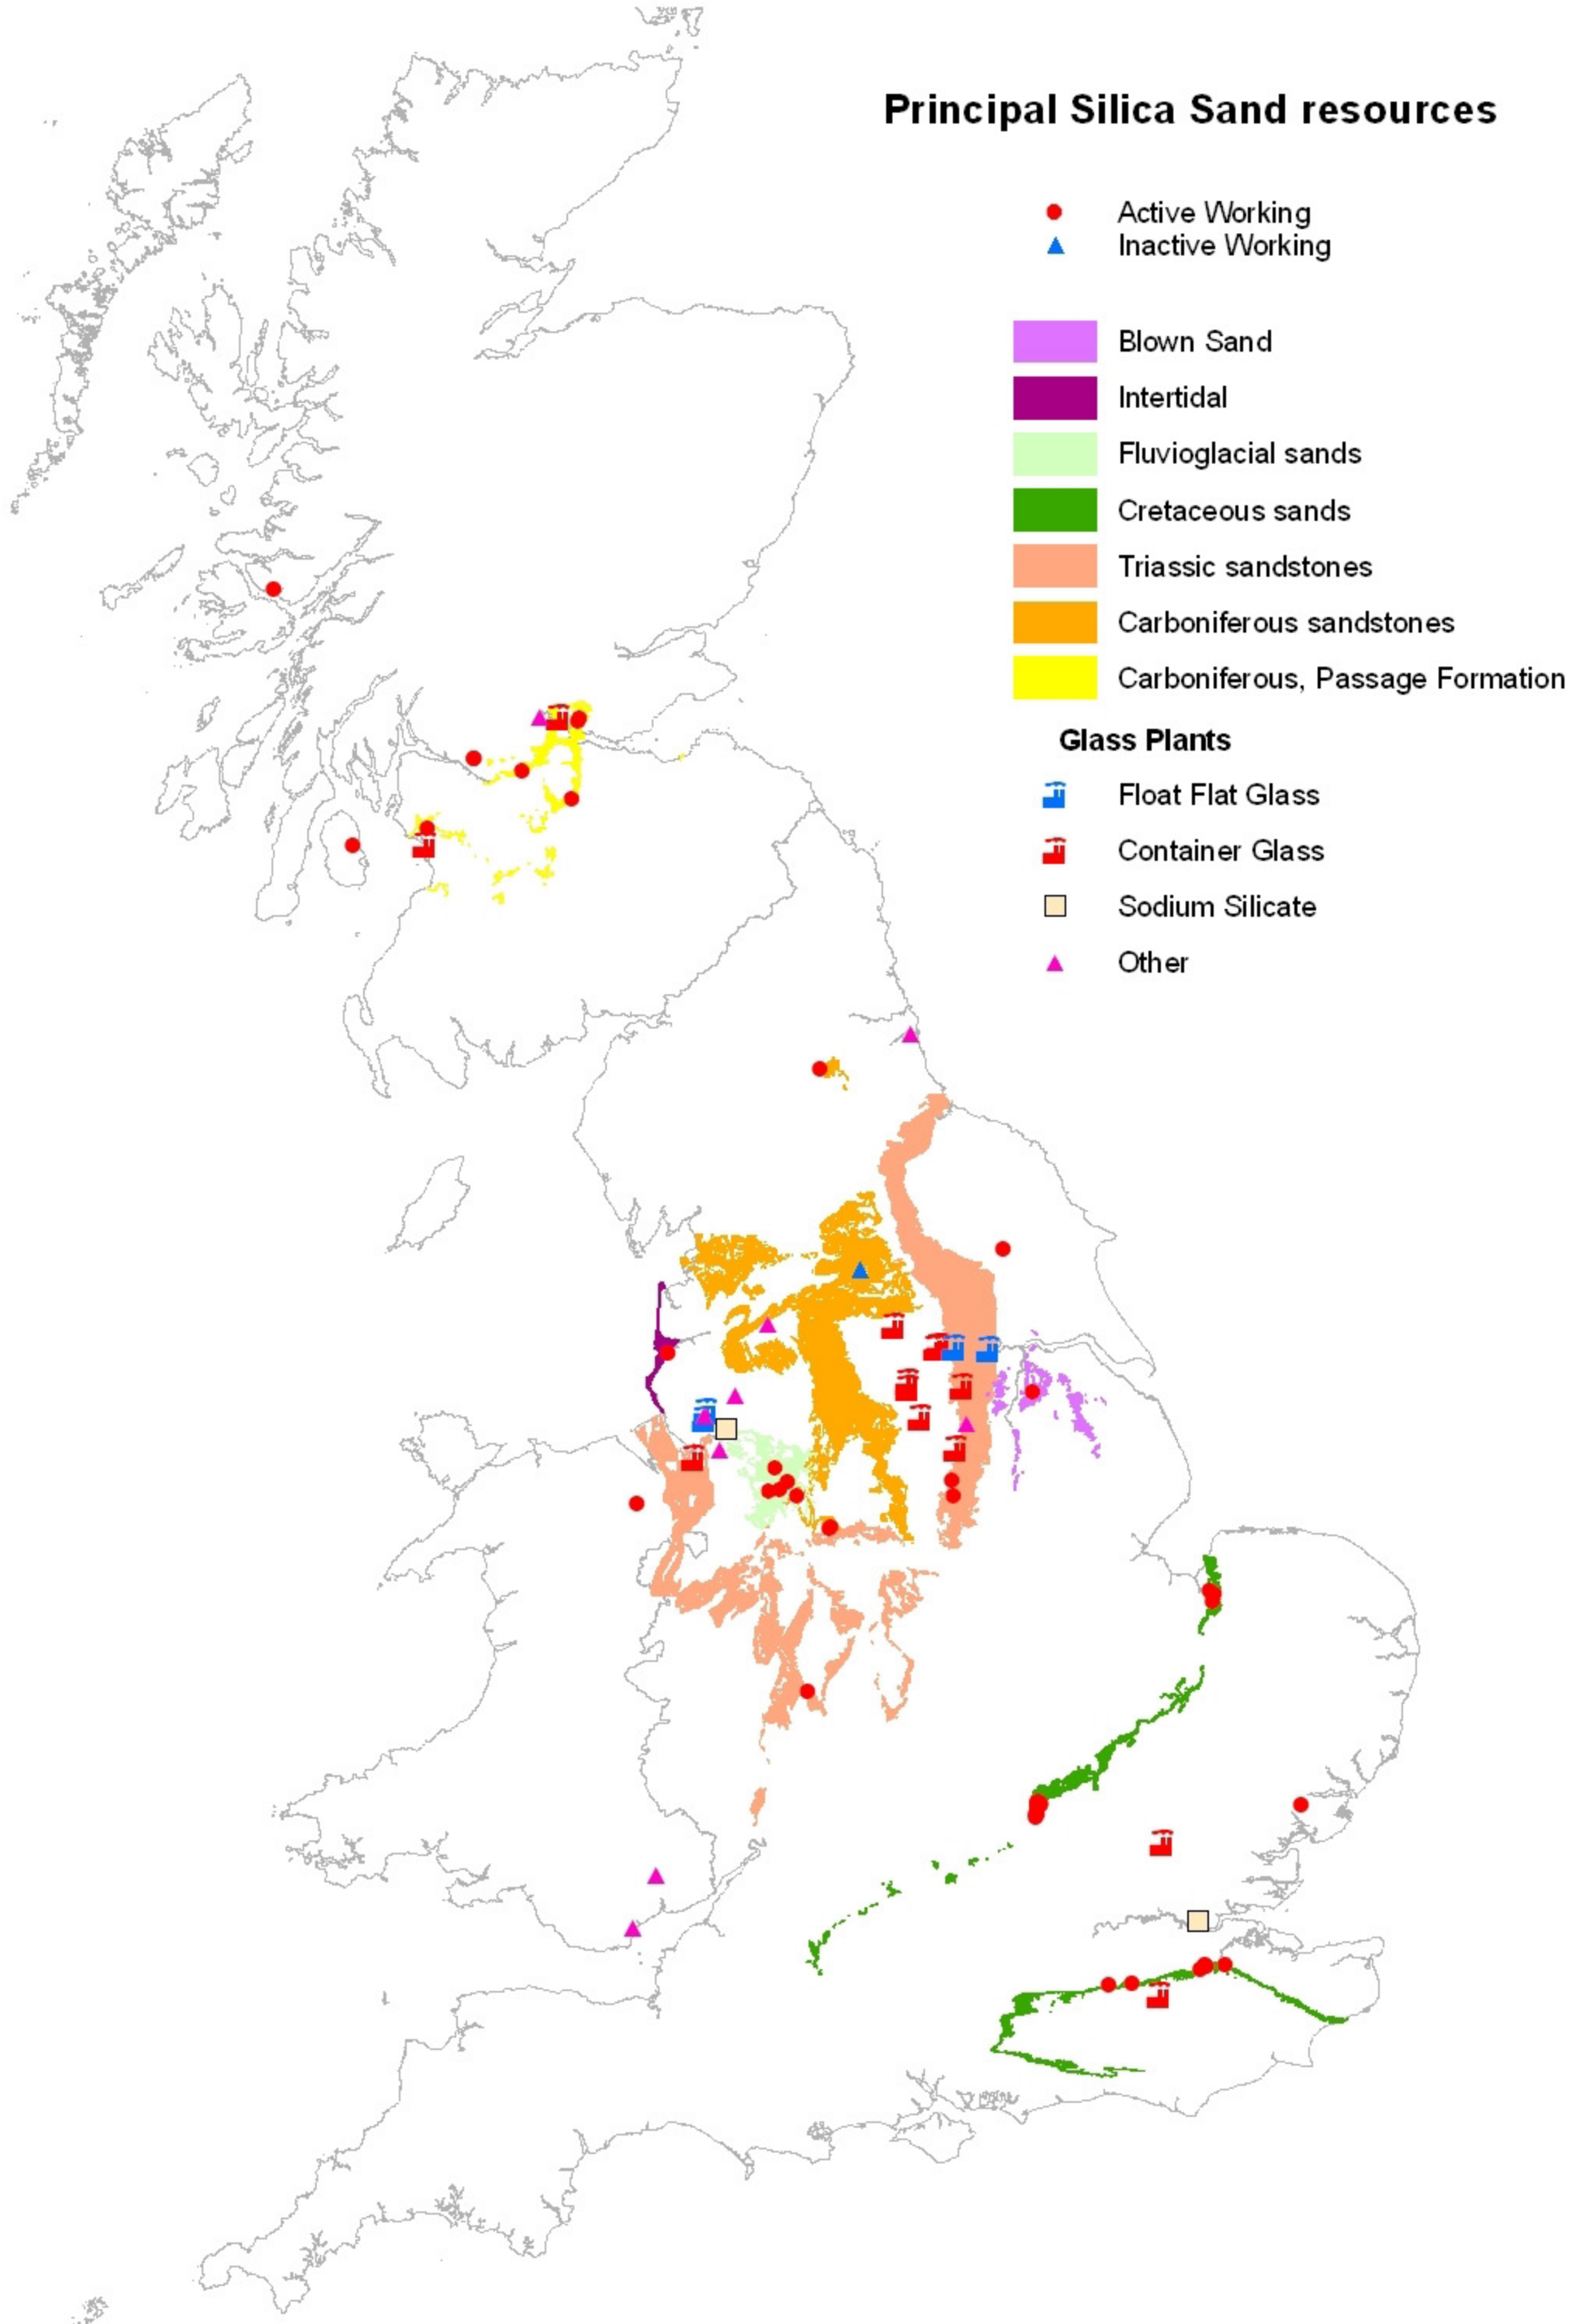 Principal Silica Sand resources
Active Working
Inactive Working
Blown Sand
Intertidal
Fluvioglacial sands
Cretaceous sands
Triassic sandstones
Carboniferous sandstones
Carboniferous, Passage Formation
Glass Plants
Float Flat Glass
Container Glass
Sodium Silicate
Other